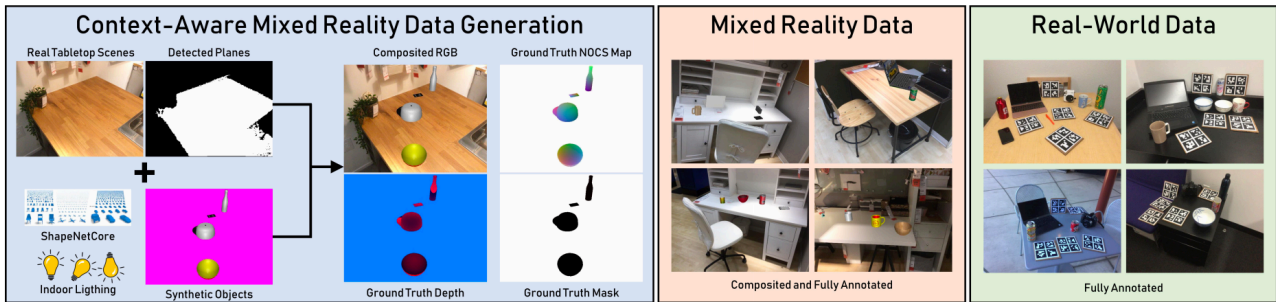 Context-Aware Mixed Reality Data Generation
Real Tabletop Scenes
Detected Planes
Composited RGB
Ground Truth NOCS Map
+
ShapeNetCore
Indoor Ligthing
Synthetic Objects
Ground Truth Depth
Ground Truth Mask
Mixed Reality Data
Composited and Fully Annotated
Real-World Data
Fully Annotated